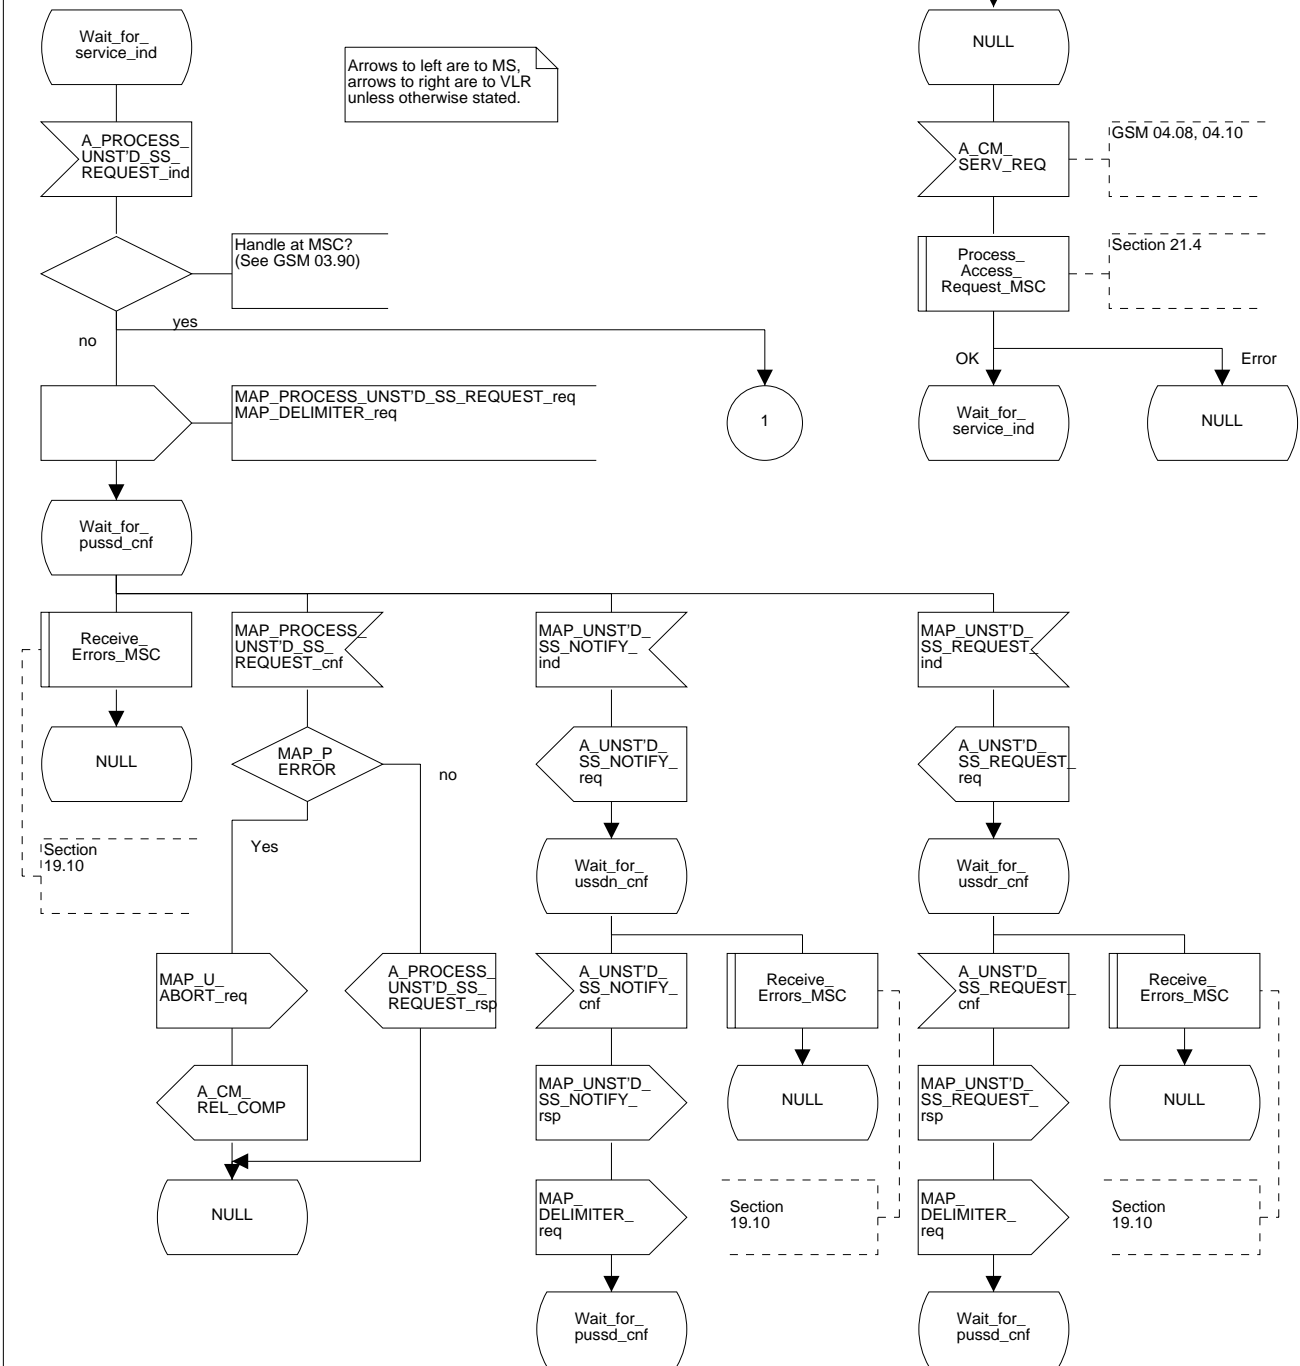 Wait_for_
service_ind
Arrows to left are to MS,
arrows to right are to VLR
unless otherwise stated.
NULL
A_PROCESS_
UNST'D_SS_
REQUEST_ind
A_CM_
SERV_REQ
GSM 04.08, 04.10
Handle at MSC?
(See GSM 03.90)
Process_
Access_
Request_MSC
Section 21.4
yes
no
OK
Error
MAP_PROCESS_UNST'D_SS_REQUEST_req
MAP_DELIMITER_req
1
Wait_for_
service_ind
NULL
Wait_for_
pussd_cnf
Receive_
Errors_MSC
MAP_PROCESS_
UNST'D_SS_
REQUEST_cnf
MAP_UNST'D_
SS_NOTIFY_
ind
MAP_UNST'D_
SS_REQUEST_
ind
NULL
MAP_P
ERROR
no
A_UNST'D_
SS_NOTIFY_
req
A_UNST'D_
SS_REQUEST_
req
Section
19.10
Yes
Wait_for_
ussdn_cnf
Wait_for_
ussdr_cnf
MAP_U_
ABORT_req
A_PROCESS_
UNST'D_SS_
REQUEST_rsp
A_UNST'D_
SS_NOTIFY_
cnf
Receive_
Errors_MSC
A_UNST'D_
SS_REQUEST_
cnf
Receive_
Errors_MSC
A_CM_
REL_COMP
MAP_UNST'D_
SS_NOTIFY_
rsp
NULL
MAP_UNST'D_
SS_REQUEST_
rsp
NULL
NULL
MAP_
DELIMITER_
req
Section
19.10
MAP_
DELIMITER_
req
Section
19.10
Wait_for_
pussd_cnf
Wait_for_
pussd_cnf